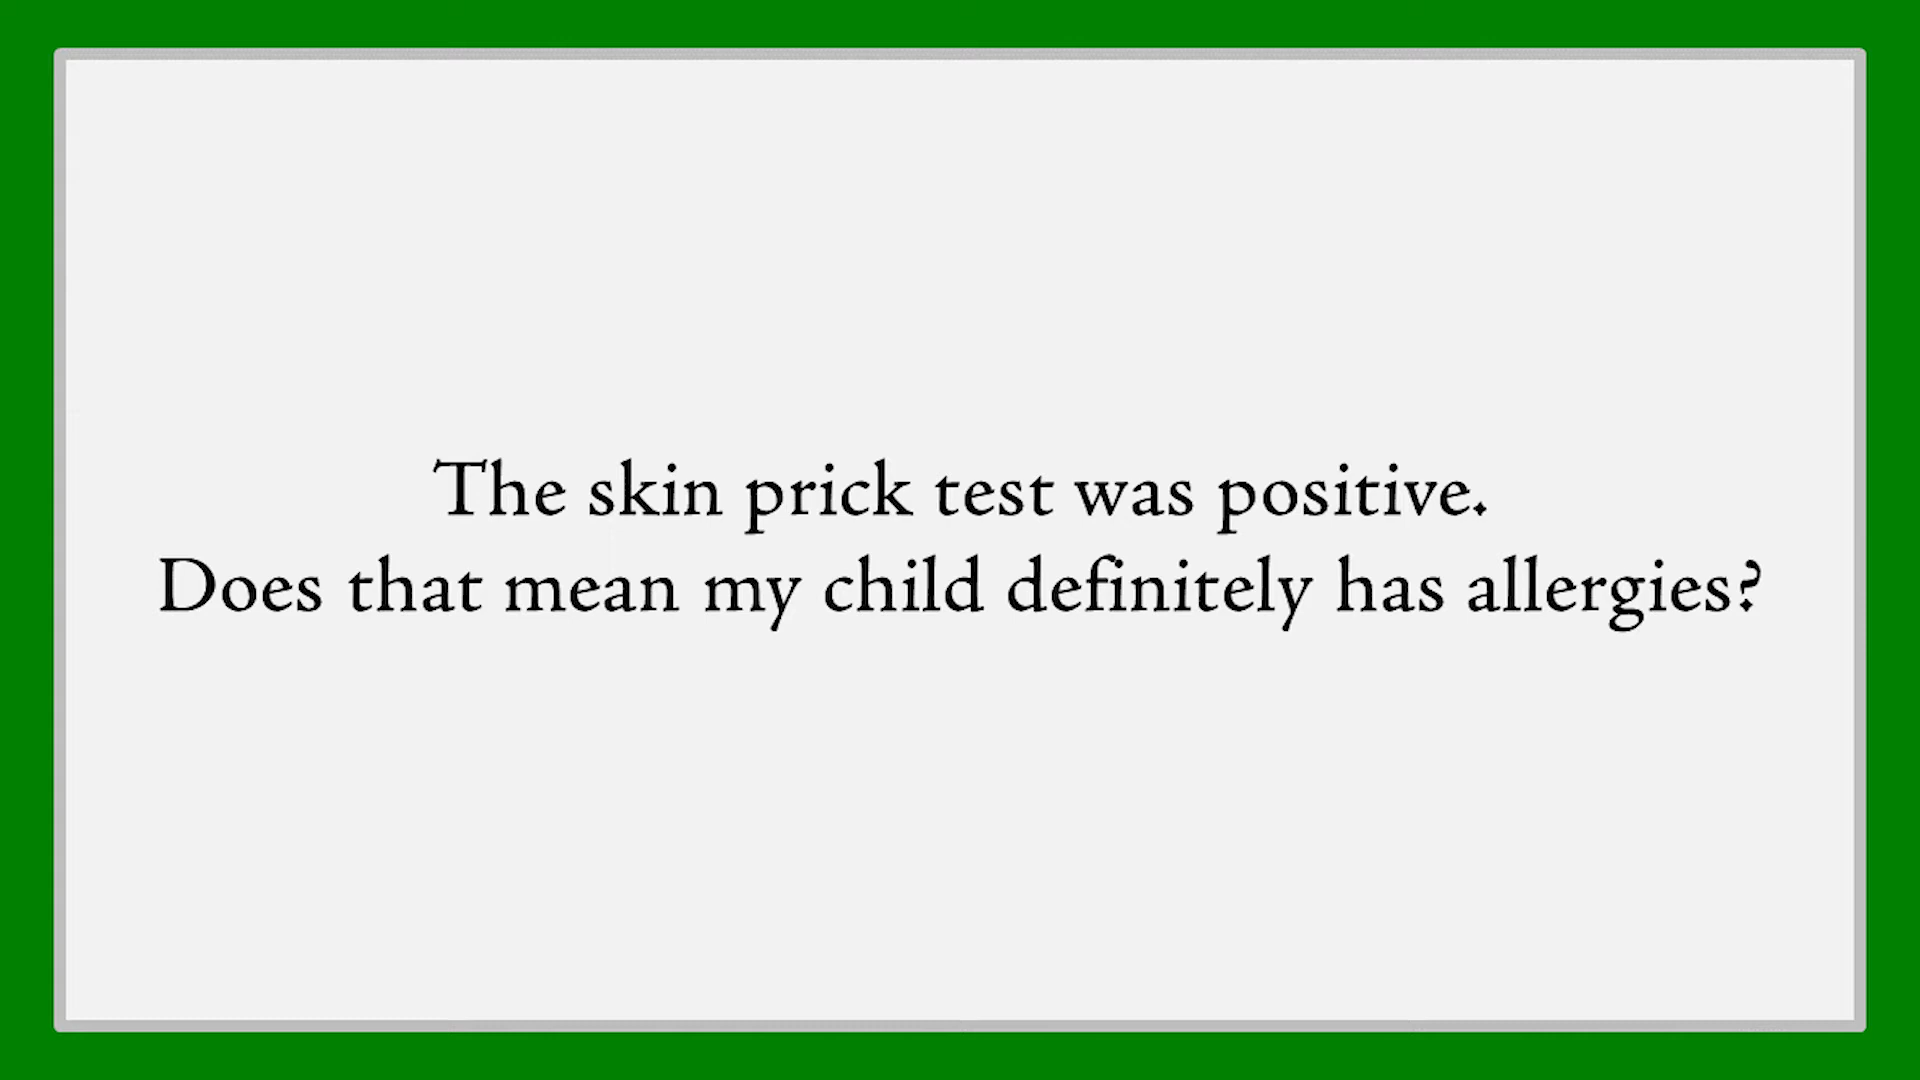 The skin prick test was positive.
Does that mean my child definitely has allergies?